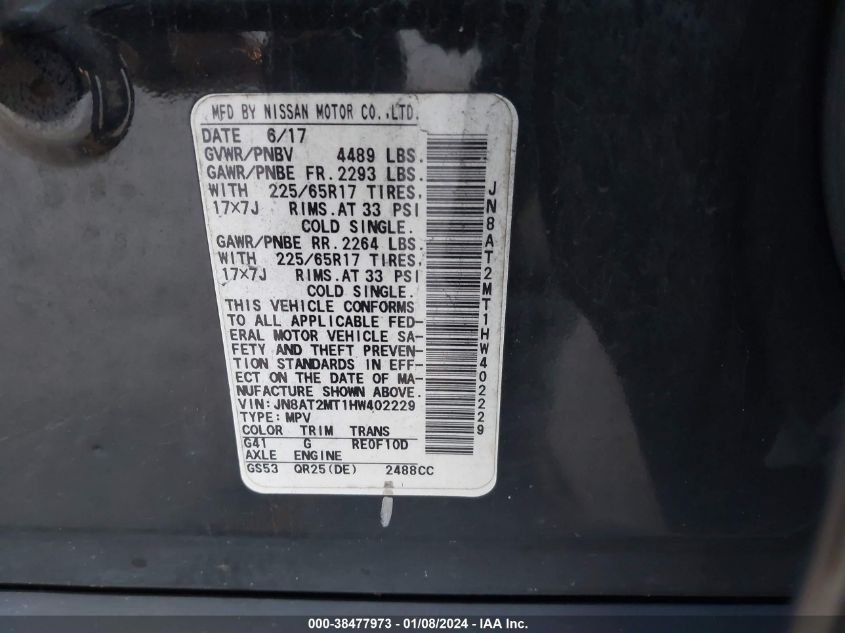 MFD BY NISSAN MOTOR CO.,LTD.
DATE 6/17
GVWR/PNBV 4489 LBS.
GAWR/PNBE FR. 2293 LBS.
WITH 225/65R17 TIRES.
17×7J RIMS.AT 33 PSI
COLD SINGLE.
GAWR/PNBE RR. 2264 LBS.
WITH 225/65R17 TIRES.
17×7J RIMS.AT 33 PSI
COLD SINGLE.
THIS VEHICLE CONFORMS
TO ALL APPLICABLE FED-
ERAL MOTOR VEHICLE SA-
FETY AND THEFT PREVEN-
TION STANDARDS IN EFF-
ECT ON THE DATE OF MA-
NUFACTURE SHOWN ABOVE.
VIN: JN8AT2MT1HW402229
TYPE: MPV
COLOR TRIM TRANS
G41 G RE0F10D
AXLE ENGINE
GS53 QR25(DE) 2488CC
JN8AT2MT1HW402229
000-38477973 - 01/08/2024 - IAA Inc.